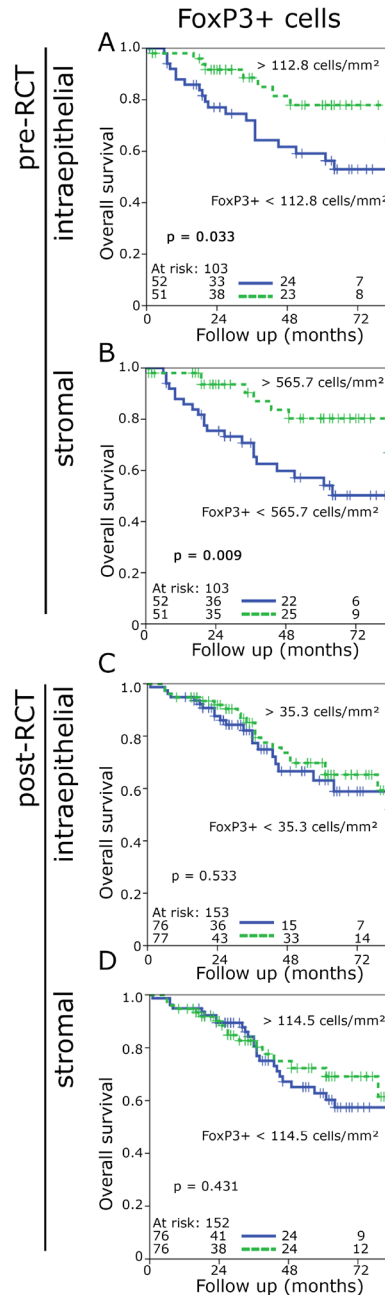 FoxP3+ cells
pre-RCT
intraepithelial
A
Overall survival
1.0
0.8
0.6
0.4
0.2
0
> 112.8 cells/mm²
FoxP3+ < 112.8 cells/mm²
p = 0.033
At risk: 103
52 33 24 7
51 38 23 8
0 24 48 72
Follow up (months)
stromal
B
Overall survival
1.0
0.8
0.6
0.4
0.2
0
> 565.7 cells/mm²
FoxP3+ < 565.7 cells/mm²
p = 0.009
At risk: 103
52 36 22 6
51 35 25 9
0 24 48 72
Follow up (months)
post-RCT
intraepithelial
C
Overall survival
1.0
0.8
0.6
0.4
0.2
0
> 35.3 cells/mm²
FoxP3+ < 35.3 cells/mm²
p = 0.533
At risk: 153
76 36 15 7
77 43 33 14
0 24 48 72
Follow up (months)
stromal
D
Overall survival
1.0
0.8
0.6
0.4
0.2
0
> 114.5 cells/mm²
FoxP3+ < 114.5 cells/mm²
p = 0.431
At risk: 152
76 41 24 9
76 38 24 12
0 24 48 72
Follow up (months)